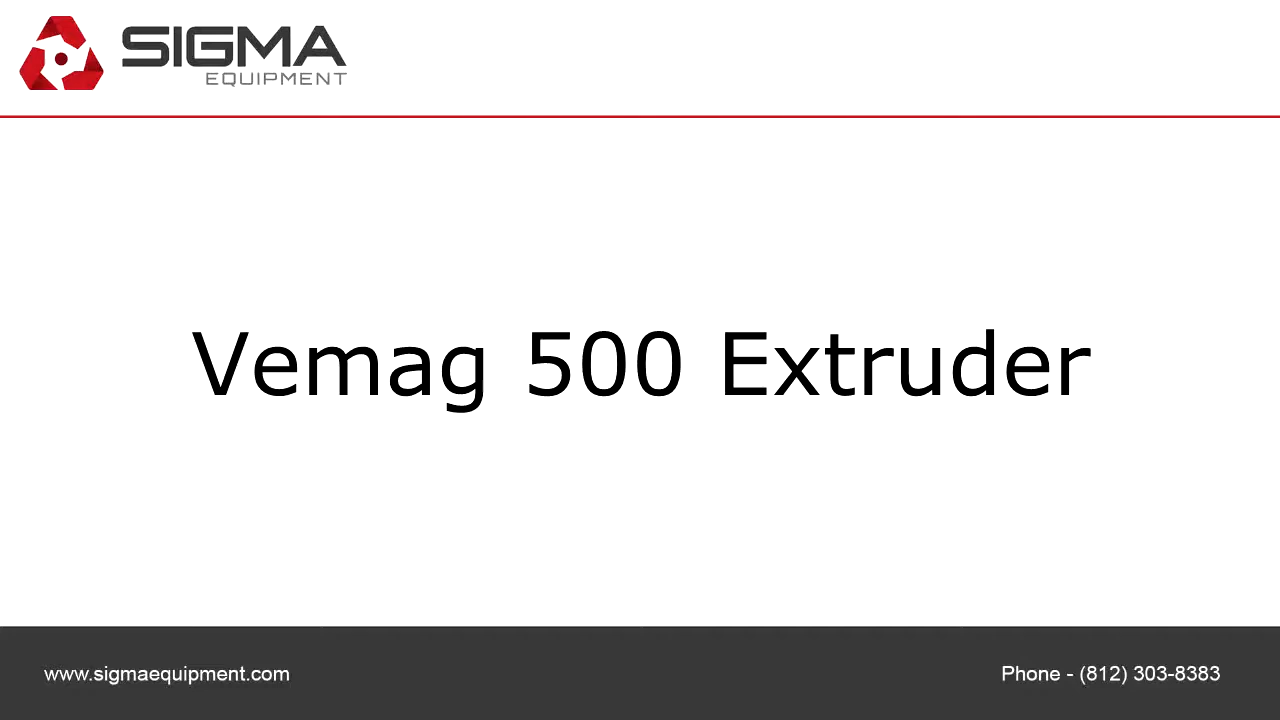 SIGMA
EQUIPMENT
Vemag 500 Extruder
www.sigmaequipment.com
Phone - (812) 303-8383